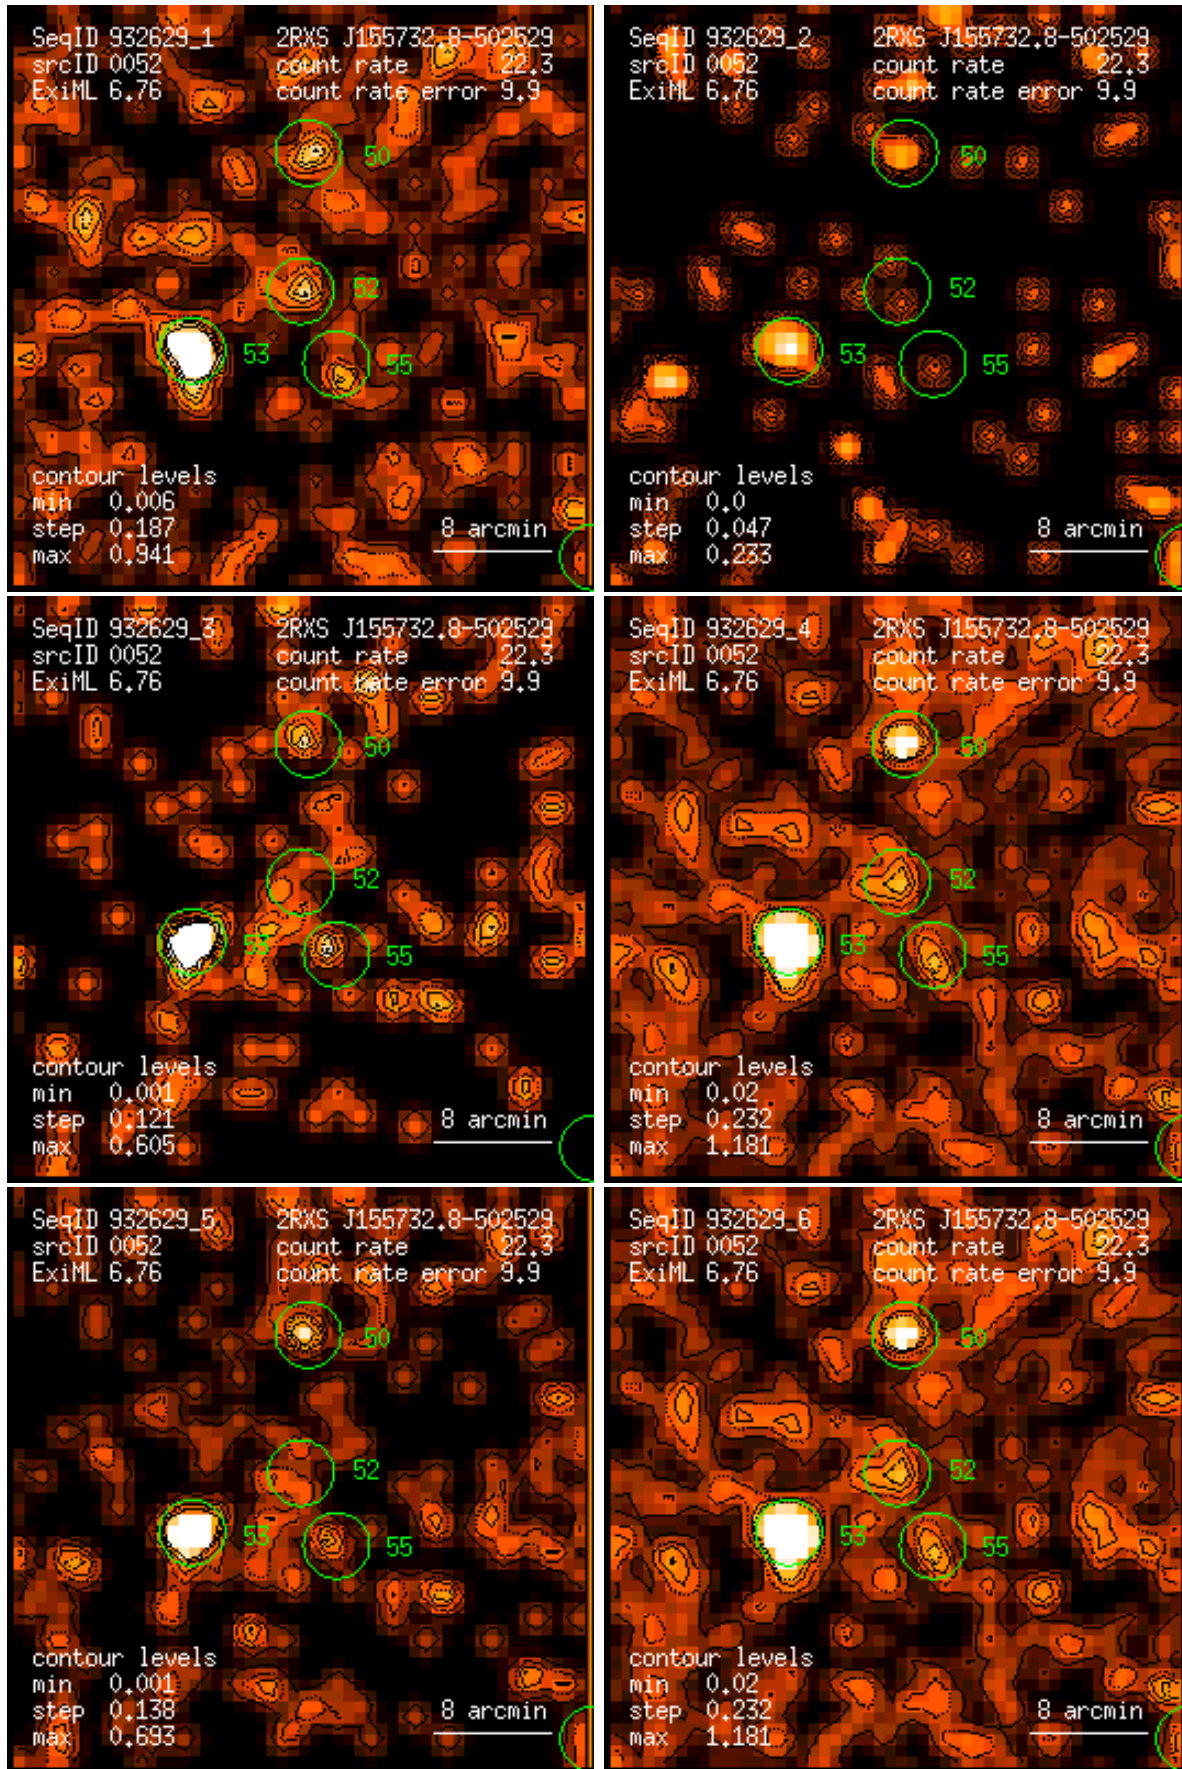 SeqID 932629_1 2RXS J155732.8-502529
srcID 0052 count rate 22.3
ExiML 6.76 count rate error 9.9
50
52
53
55
contour levels
min 0.006
step 0.187
max 0.941
8 arcmin
SeqID 932629_2 2RXS J155732.8-502529
srcID 0052 count rate 22.3
ExiML 6.76 count rate error 9.9
50
52
53
55
contour levels
min 0.0
step 0.047
max 0.233
8 arcmin
SeqID 932629_3 2RXS J155732.8-502529
srcID 0052 count rate 22.3
ExiML 6.76 count rate error 9.9
50
52
53
55
contour levels
min 0.001
step 0.121
max 0.605
8 arcmin
SeqID 932629_4 2RXS J155732.8-502529
srcID 0052 count rate 22.3
ExiML 6.76 count rate error 9.9
50
52
53
55
contour levels
min 0.02
step 0.232
max 1.181
8 arcmin
SeqID 932629_5 2RXS J155732.8-502529
srcID 0052 count rate 22.3
ExiML 6.76 count rate error 9.9
50
52
53
55
contour levels
min 0.001
step 0.138
max 0.693
8 arcmin
SeqID 932629_6 2RXS J155732.8-502529
srcID 0052 count rate 22.3
ExiML 6.76 count rate error 9.9
50
52
53
55
contour levels
min 0.02
step 0.232
max 1.181
8 arcmin